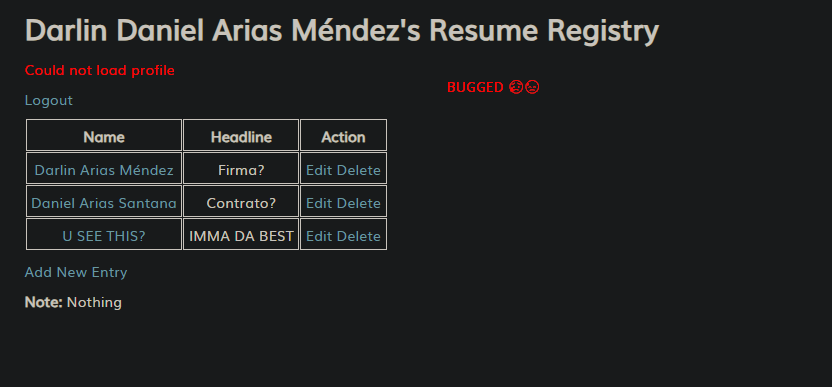 Darlin Daniel Arias Méndez's Resume Registry
Could not load profile
BUGGED 🤯😒
Logout
Name Headline Action
Darlin Arias Méndez Firma? Edit Delete
Daniel Arias Santana Contrato? Edit Delete
U SEE THIS? IMMA DA BEST Edit Delete
Add New Entry
Note: Nothing